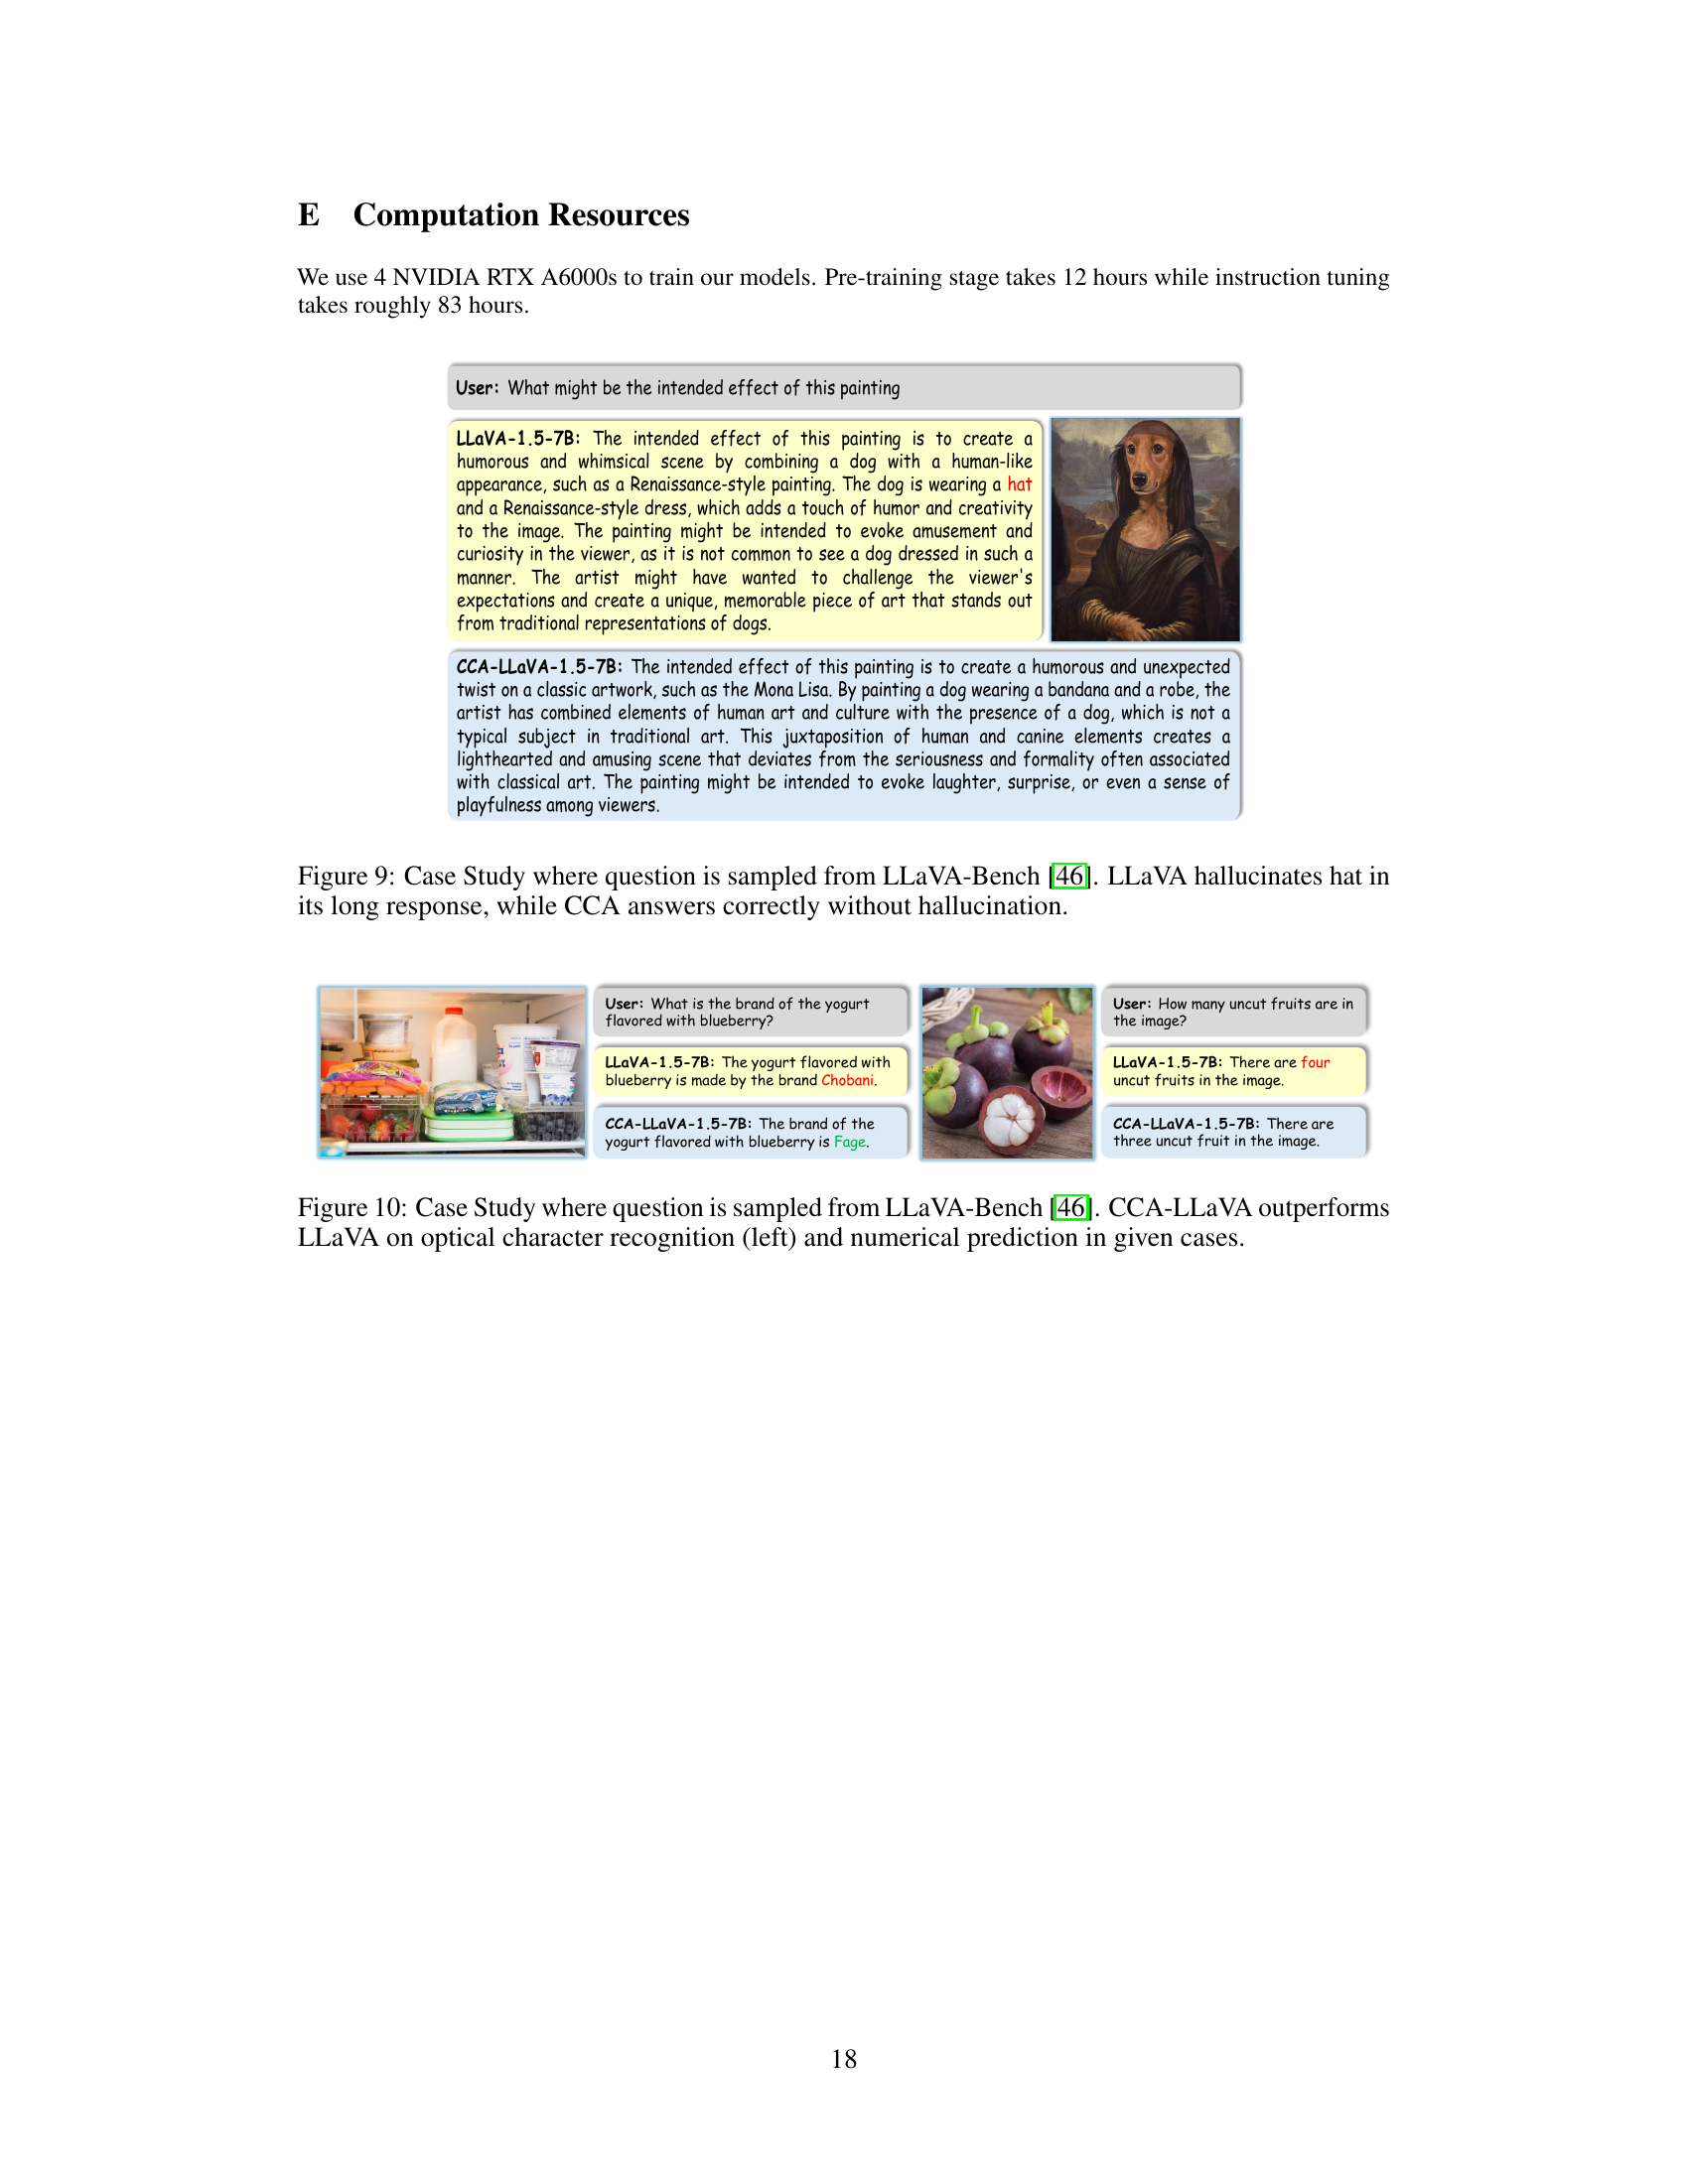 E Computation Resources
We use 4 NVIDIA RTX A6000s to train our models. Pre-training stage takes 12 hours while instruction tuning
takes roughly 83 hours.
User: What might be the intended effect of this painting
LLaVA-1.5-7B: The intended effect of this painting is to create a
humorous and whimsical scene by combining a dog with a human-like
appearance, such as a Renaissance-style painting. The dog is wearing a hat
and a Renaissance-style dress, which adds a touch of humor and creativity
to the image. The painting might be intended to evoke amusement and
curiosity in the viewer, as it is not common to see a dog dressed in such a
manner. The artist might have wanted to challenge the viewer's
expectations and create a unique, memorable piece of art that stands out
from traditional representations of dogs.
CCA-LLaVA-1.5-7B: The intended effect of this painting is to create a humorous and unexpected
twist on a classic artwork, such as the Mona Lisa. By painting a dog wearing a bandana and a robe, the
artist has combined elements of human art and culture with the presence of a dog, which is not a
typical subject in traditional art. This juxtaposition of human and canine elements creates a
lighthearted and amusing scene that deviates from the seriousness and formality often associated
with classical art. The painting might be intended to evoke laughter, surprise, or even a sense of
playfulness among viewers.
Figure 9: Case Study where question is sampled from LLaVA-Bench [46]. LLaVA hallucinates hat in
its long response, while CCA answers correctly without hallucination.
User: What is the brand of the yogurt
flavored with blueberry?
LLaVA-1.5-7B: The yogurt flavored with
blueberry is made by the brand Chobani.
CCA-LLaVA-1.5-7B: The brand of the
yogurt flavored with blueberry is Fage.
User: How many uncut fruits are in
the image?
LLaVA-1.5-7B: There are four
uncut fruits in the image.
CCA-LLaVA-1.5-7B: There are
three uncut fruit in the image.
Figure 10: Case Study where question is sampled from LLaVA-Bench [46]. CCA-LLaVA outperforms
LLaVA on optical character recognition (left) and numerical prediction in given cases.
18